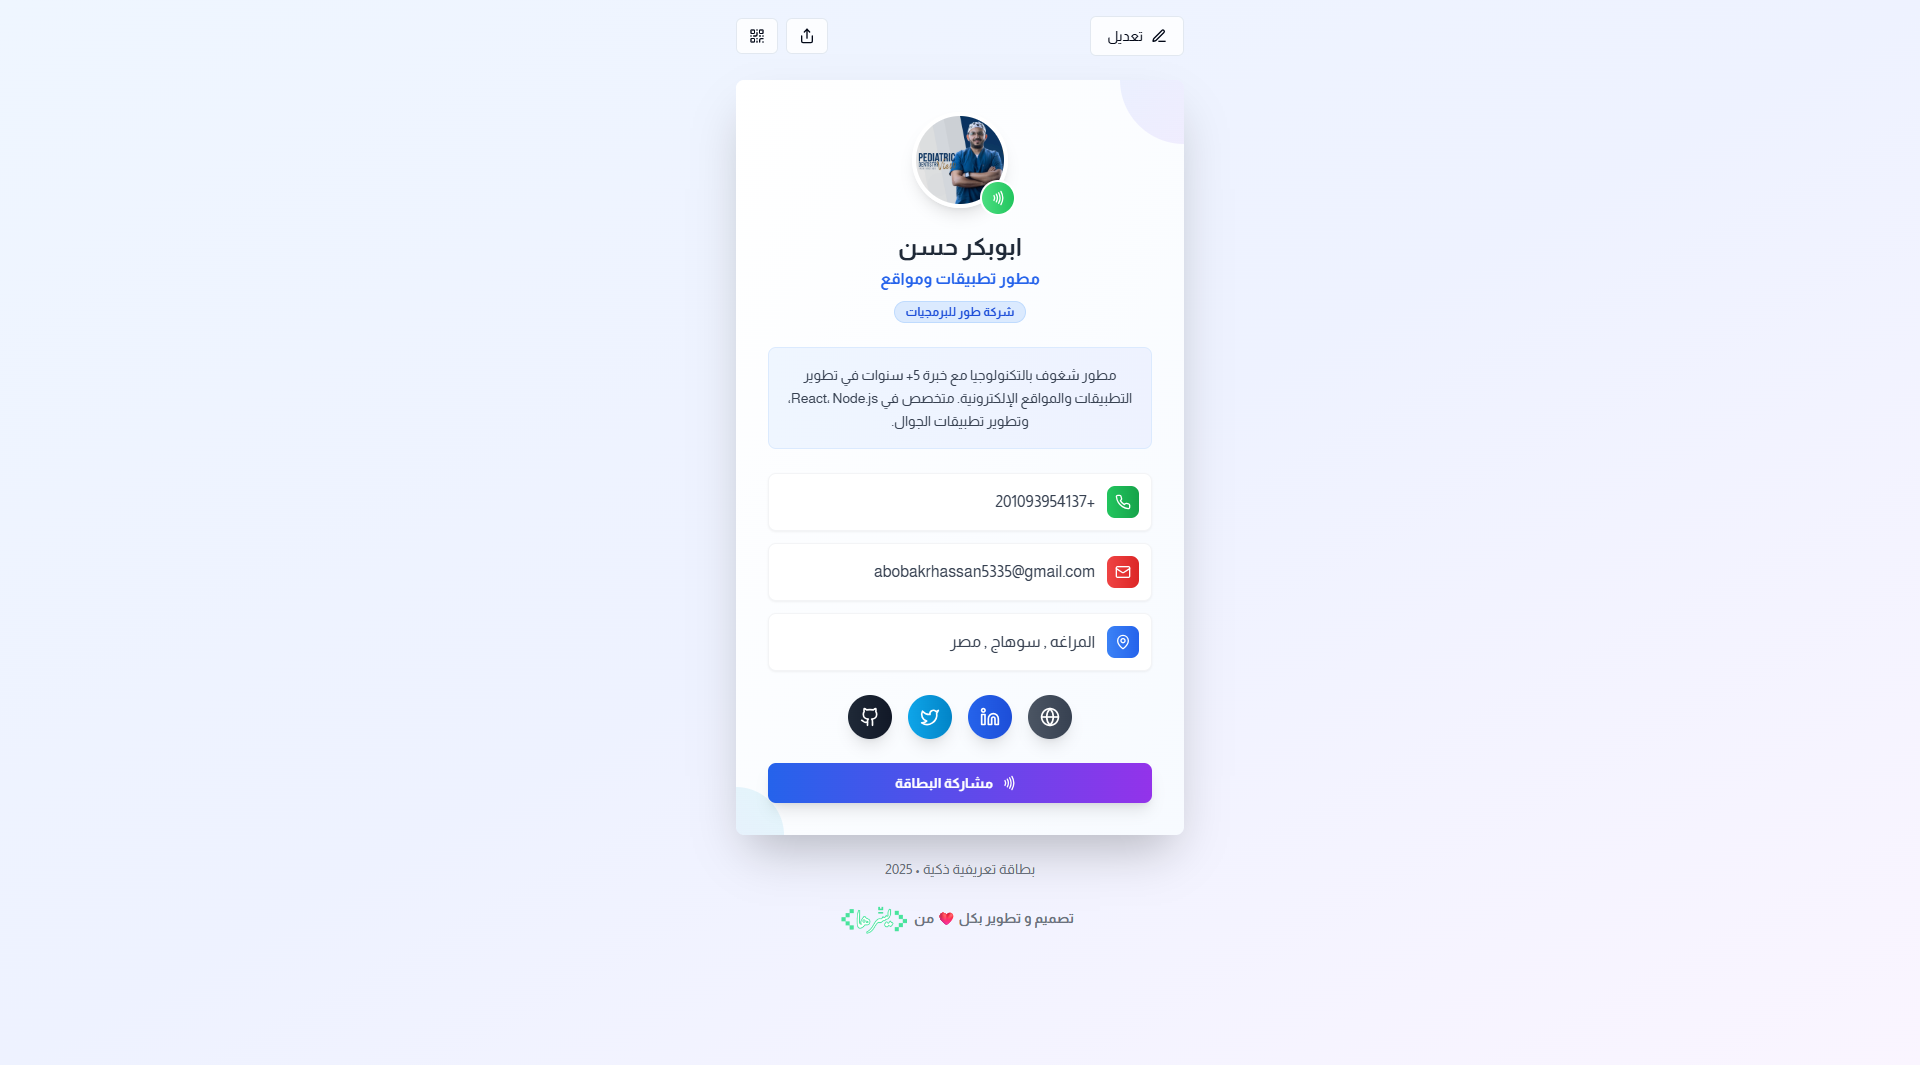 تعديل
PEDIATRIC
ابوبكر حسن
مطور تطبيقات ومواقع
شركة طور للبرمجيات
مطور شغوف بالتكنولوجيا مع خبرة 5+ سنوات في تطوير
التطبيقات والمواقع الإلكترونية. متخصص في React، Node.js،
وتطوير تطبيقات الجوال.
201093954137+
abobakrhassan5335@gmail.com
المراغه , سوهاج , مصر
مشاركة البطاقة
بطاقة تعريفية ذكية • 2025
تصميم و تطوير بكل ❤️ من يسّرها